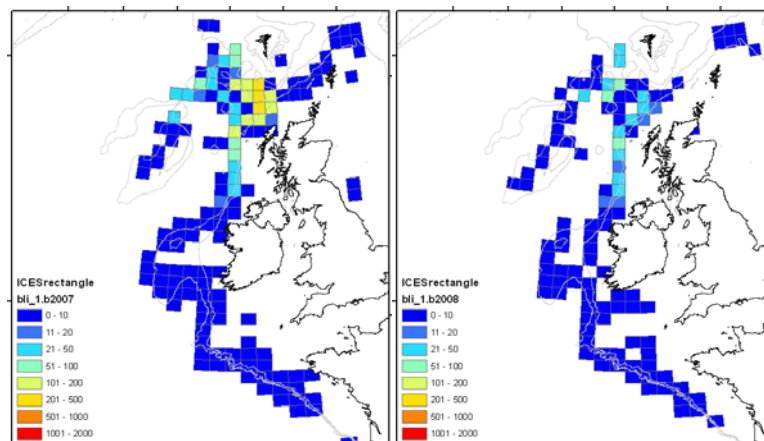 ICESrectangle
bli_1.b2007
0 - 10
11 - 20
21 - 50
51 - 100
101 - 200
201 - 500
501 - 1000
1001 - 2000
ICESrectangle
bli_1.b2008
0 - 10
11 - 20
21 - 50
51 - 100
101 - 200
201 - 500
501 - 1000
1001 - 2000